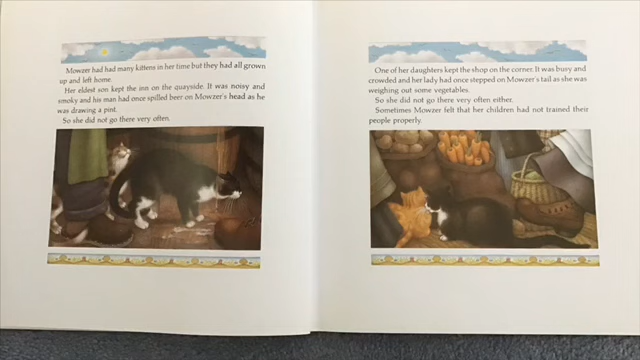 Mowzer had had many kittens in her time but they had all grown
up and left home.
Her eldest son kept the inn on the quayside. It was noisy and
smoky and his man had once spilled beer on Mowzer's head as he
was drawing a pint.
So she did not go there very often.
One of her daughters kept the shop on the corner. It was busy and
crowded and her lady had once stepped on Mowzer's tail as she was
weighing out some vegetables.
So she did not go there very often either.
Sometimes Mowzer felt that her children had not trained their
people properly.